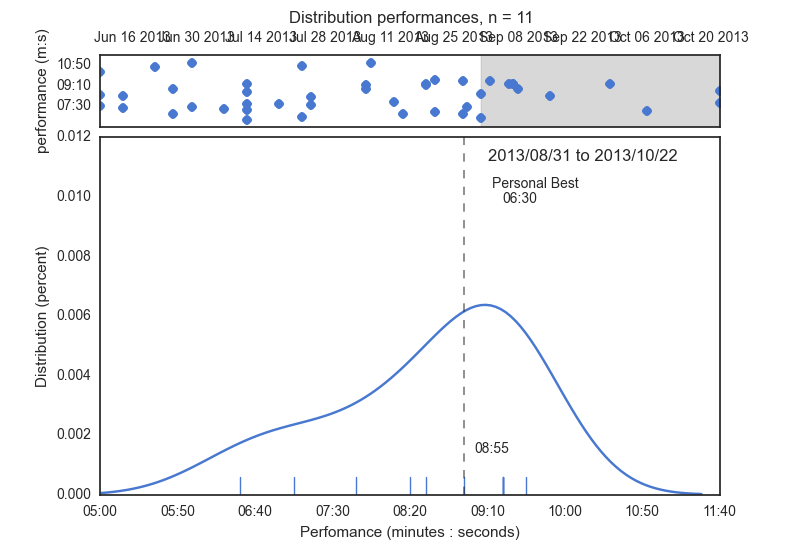 Distribution performances, n = 11
Jun 16 2013 Jun 30 2013 Jul 14 2013 Jul 28 2013 Aug 11 2013 Aug 25 2013 Sep 08 2013 Sep 22 2013 Oct 06 2013 Oct 20 2013
performance (m:s)
10:50
09:10
07:30
0.012
2013/08/31 to 2013/10/22
Personal Best
06:30
0.010
0.008
Distribution (percent)
0.006
0.004
0.002
08:55
0.000
05:00 05:50 06:40 07:30 08:20 09:10 10:00 10:50 11:40
Perfomance (minutes : seconds)